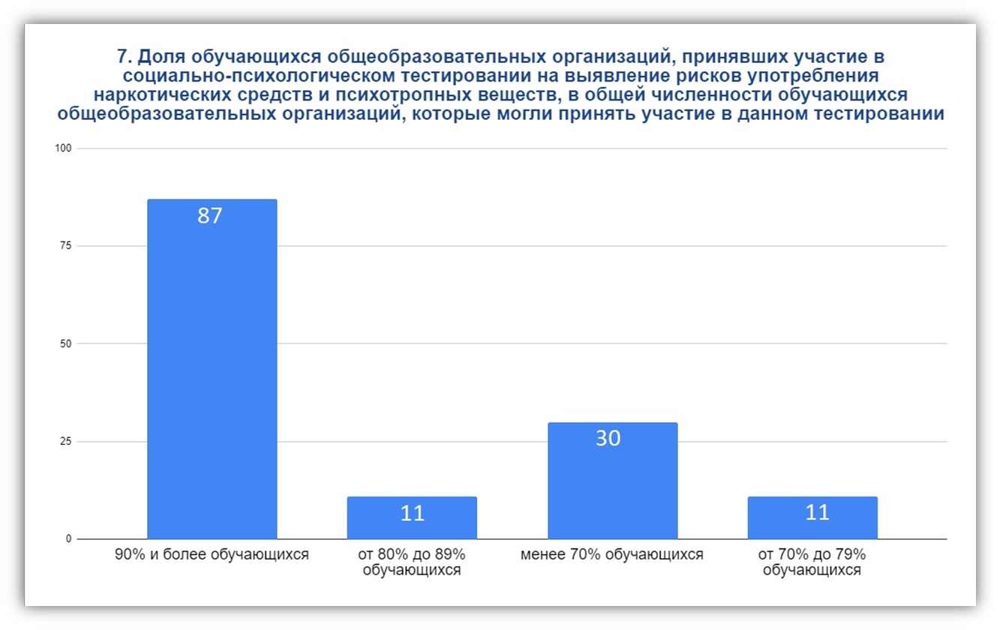 7. Доля обучающихся общеобразовательных организаций, принявших участие в
социально-психологическом тестировании на выявление рисков употребления
наркотических средств и психотропных веществ, в общей численности обучающихся
общеобразовательных организаций, которые могли принять участие в данном тестировании
100
75
50
25
0
87
11
30
11
90% и более обучающихся
от 80% до 89%
обучающихся
менее 70% обучающихся
от 70% до 79%
обучающихся